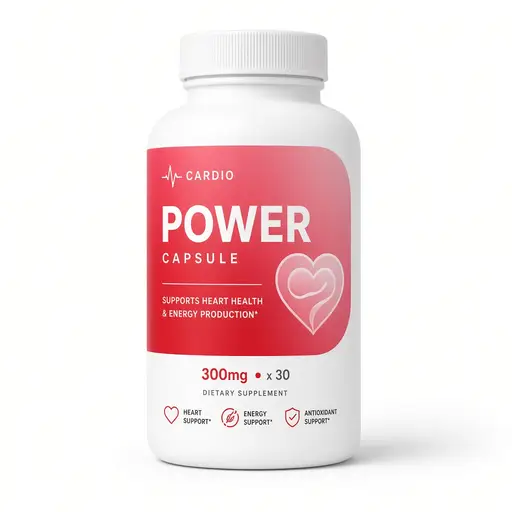 CARDIO
POWER
CAPSULE
SUPPORTS HEART HEALTH
& ENERGY PRODUCTION*
300mg • x 30
DIETARY SUPPLEMENT
HEART
SUPPORT*
ENERGY
SUPPORT*
ANTIOXIDANT
SUPPORT*